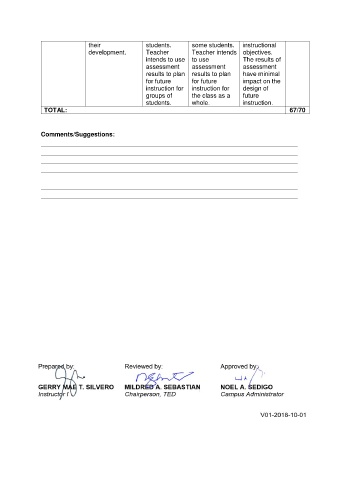 their
development.
students.
Teacher
intends to use
assessment
results to plan
for future
instruction for
groups of
students.
some students.
Teacher intends
to use
assessment
results to plan
for future
instruction for
the class as a
whole.
instructional
objectives.
The results of
assessment
have minimal
impact on the
design of
future
instruction.
TOTAL: 67/70
Comments/Suggestions:
Prepared by: Reviewed by: Approved by:
GERRY MAE T. SILVERO MILDRED A. SEBASTIAN NOEL A. SEDIGO
Instructor I Chairperson, TED Campus Administrator
V01-2016-10-01